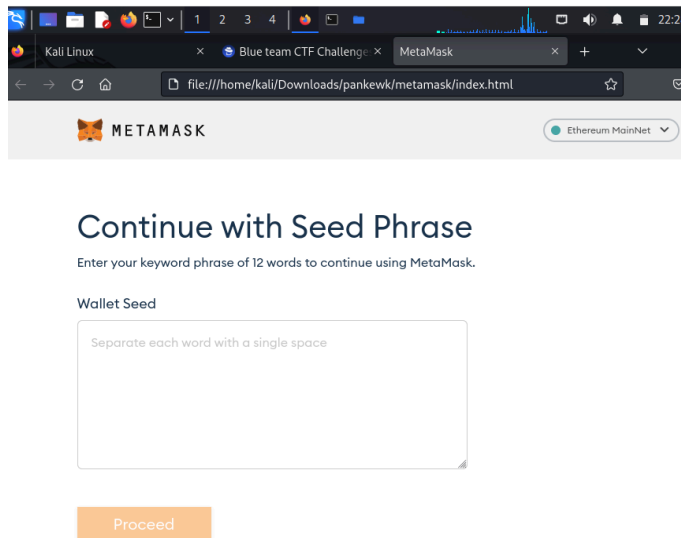 1 2 3 4 22:2
Kali Linux × Blue team CTF Challenge × MetaMask × +
file:///home/kali/Downloads/pankewk/metamask/index.html
METAMASK Ethereum MainNet
Continue with Seed Phrase
Enter your keyword phrase of 12 words to continue using MetaMask.
Wallet Seed
Separate each word with a single space
Proceed